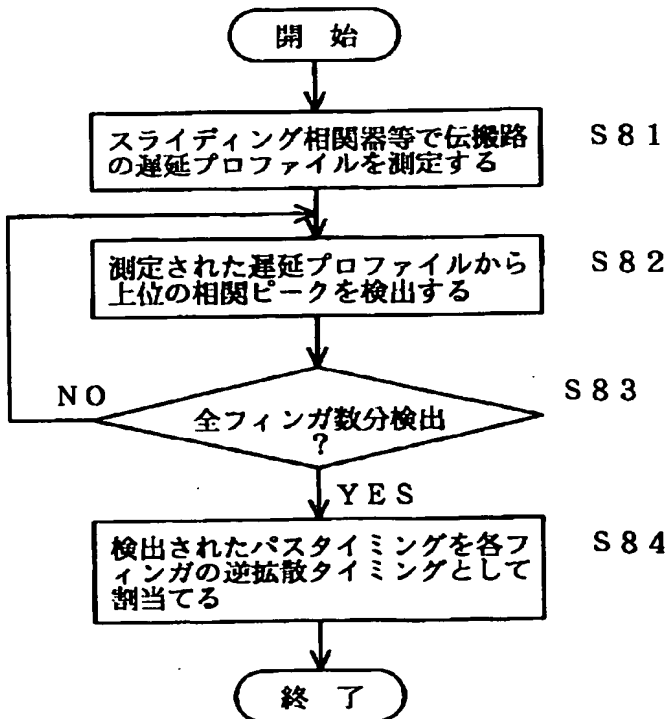 開 始
スライディング相関器等で伝搬路 S81
の遅延プロファイルを測定する
測定された遅延プロファイルから S82
上位の相関ピークを検出する
NO S83
全フィンガ数分検出
?
YES
検出されたパスタイミングを各フ S84
ィンガの逆拡散タイミングとして
割当てる
終 了